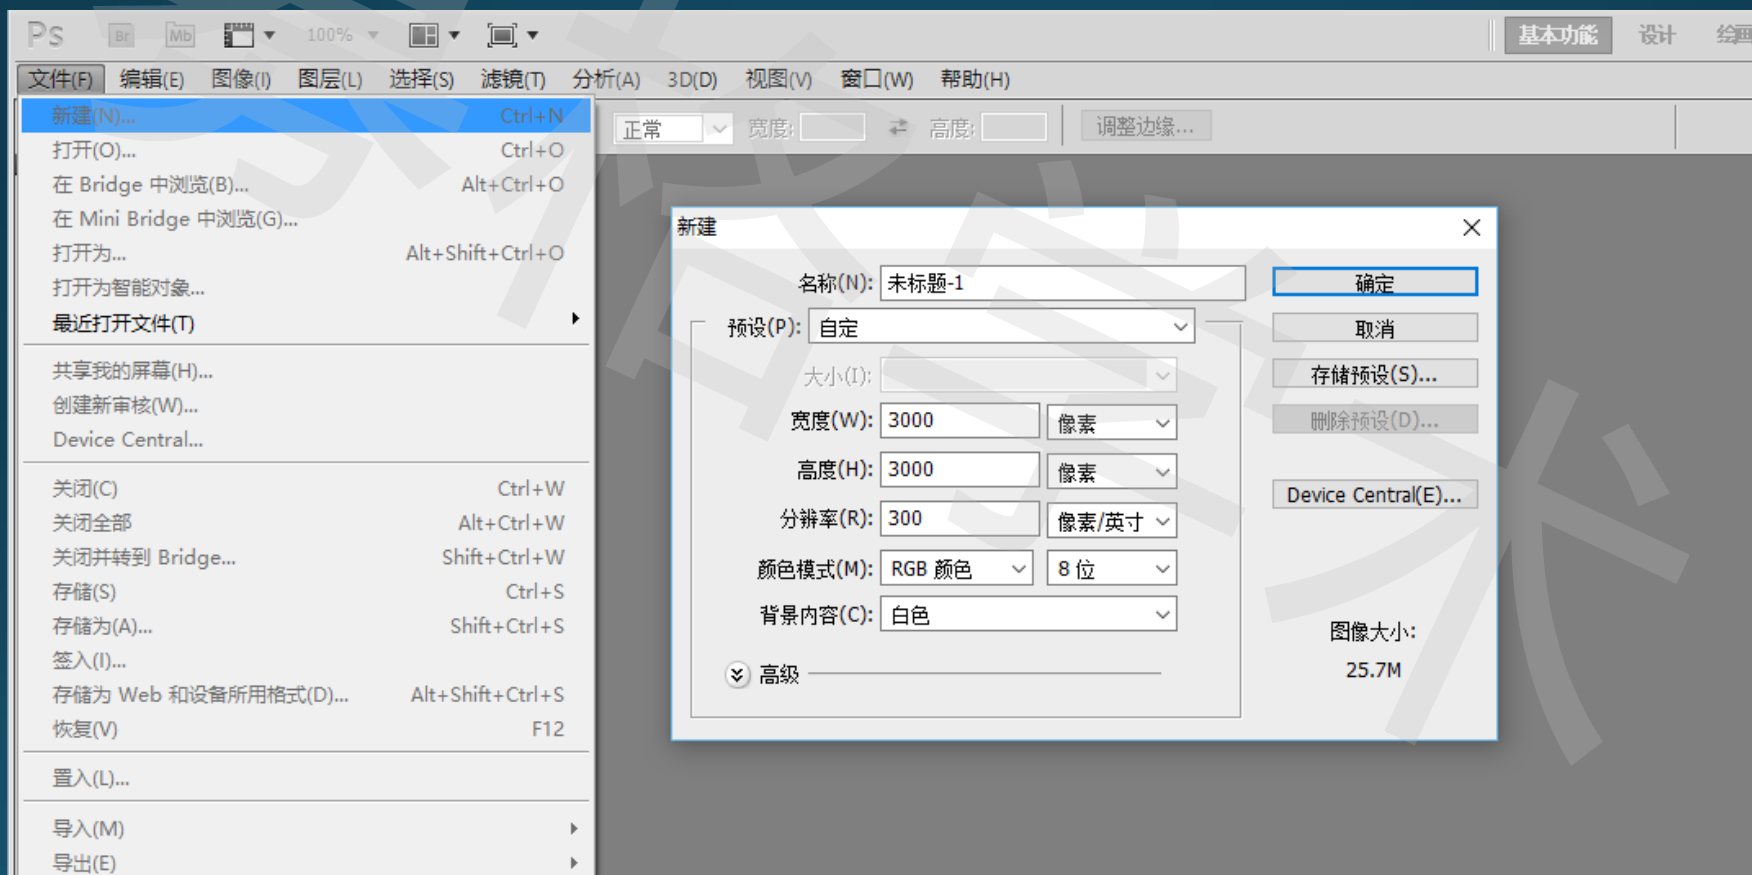 Ps Br Mb 100% 基本功能 设计 绘画
文件(F) 编辑(E) 图像(I) 图层(L) 选择(S) 滤镜(T) 分析(A) 3D(D) 视图(V) 窗口(W) 帮助(H)
正常 宽度: 高度: 调整边缘...
新建(N)... Ctrl+N
打开(O)... Ctrl+O
在 Bridge 中浏览(B)... Alt+Ctrl+O
在 Mini Bridge 中浏览(G)...
打开为... Alt+Shift+Ctrl+O
打开为智能对象...
最近打开文件(T)
共享我的屏幕(H)...
创建新审核(W)...
Device Central...
关闭(C) Ctrl+W
关闭全部 Alt+Ctrl+W
关闭并转到 Bridge... Shift+Ctrl+W
存储(S) Ctrl+S
存储为(A)... Shift+Ctrl+S
签入(I)...
存储为 Web 和设备所用格式(D)... Alt+Shift+Ctrl+S
恢复(V) F12
置入(L)...
导入(M)
导出(E)
新建
名称(N): 未标题-1 确定
预设(P): 自定 取消
大小(I): 存储预设(S)...
宽度(W): 3000 像素 删除预设(D)...
高度(H): 3000 像素
分辨率(R): 300 像素/英寸 Device Central(E)...
颜色模式(M): RGB 颜色 8 位
背景内容(C): 白色
图像大小:
高级 25.7M